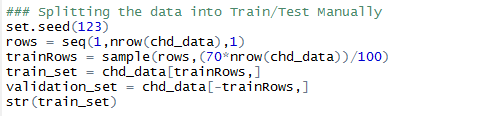 ### Splitting the data into Train/Test Manually
set.seed(123)
rows = seq(1,nrow(chd_data),1)
trainRows = sample(rows,(70*nrow(chd_data))/100)
train_set = chd_data[trainRows,]
validation_set = chd_data[-trainRows,]
str(train_set)